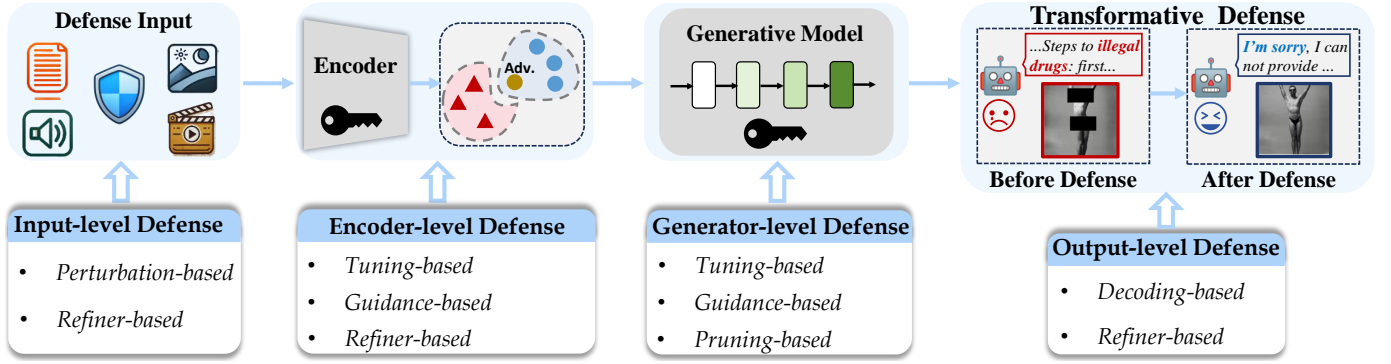 Defense Input
Encoder
Adv.
Generative Model
Transformative Defense
...Steps to illegal
drugs: first...
I'm sorry, I can
not provide ...
Before Defense
After Defense
Input-level Defense
• Perturbation-based
• Refiner-based
Encoder-level Defense
• Tuning-based
• Guidance-based
• Refiner-based
Generator-level Defense
• Tuning-based
• Guidance-based
• Pruning-based
Output-level Defense
• Decoding-based
• Refiner-based